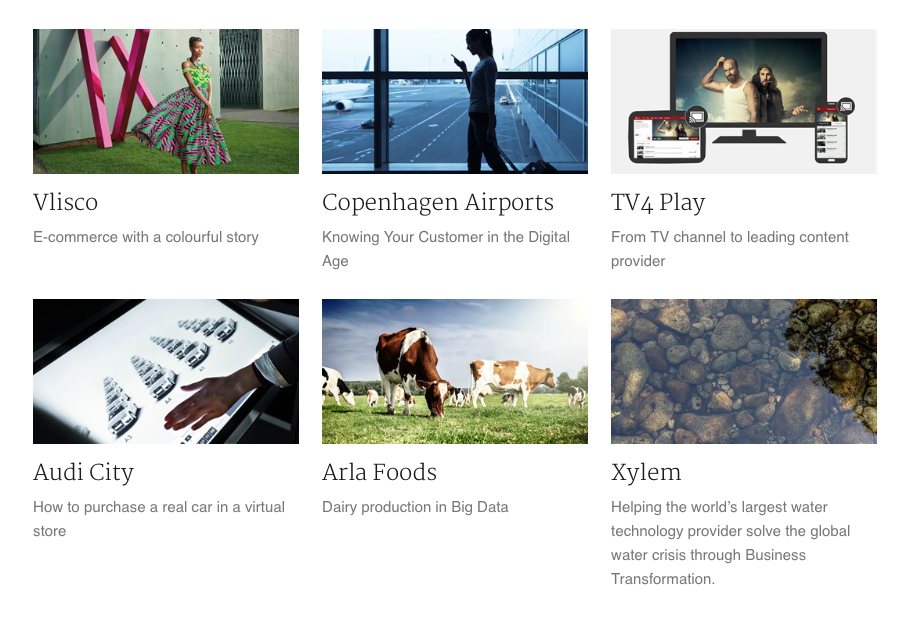 Vlisco
E-commerce with a colourful story
Copenhagen Airports
Knowing Your Customer in the Digital
Age
TV4 Play
From TV channel to leading content
provider
Audi City
How to purchase a real car in a virtual
store
Arla Foods
Dairy production in Big Data
Xylem
Helping the world’s largest water
technology provider solve the global
water crisis through Business
Transformation.